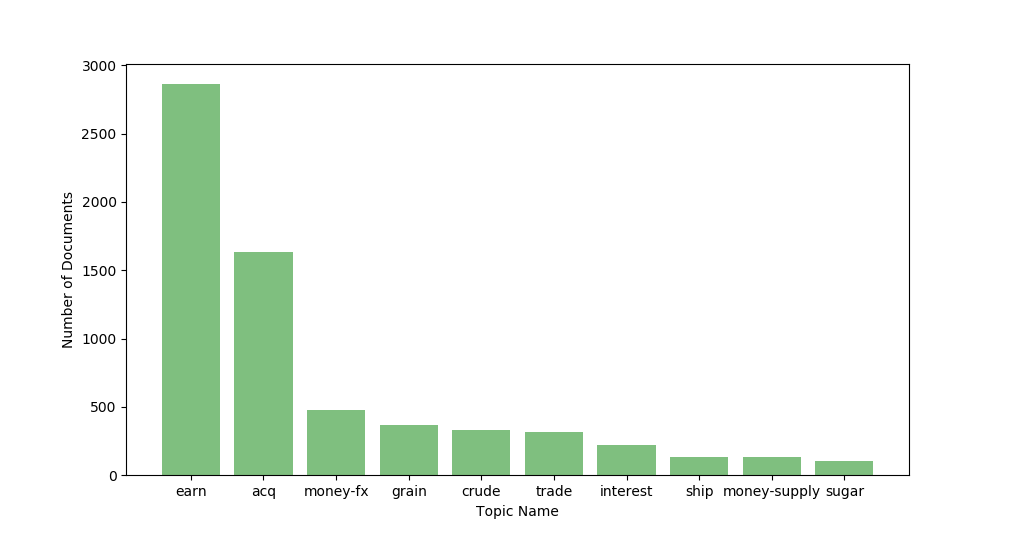 3000
2500
2000
1500
1000
500
0
Number of Documents
earn acq money-fx grain crude trade interest ship money-supply sugar
Topic Name